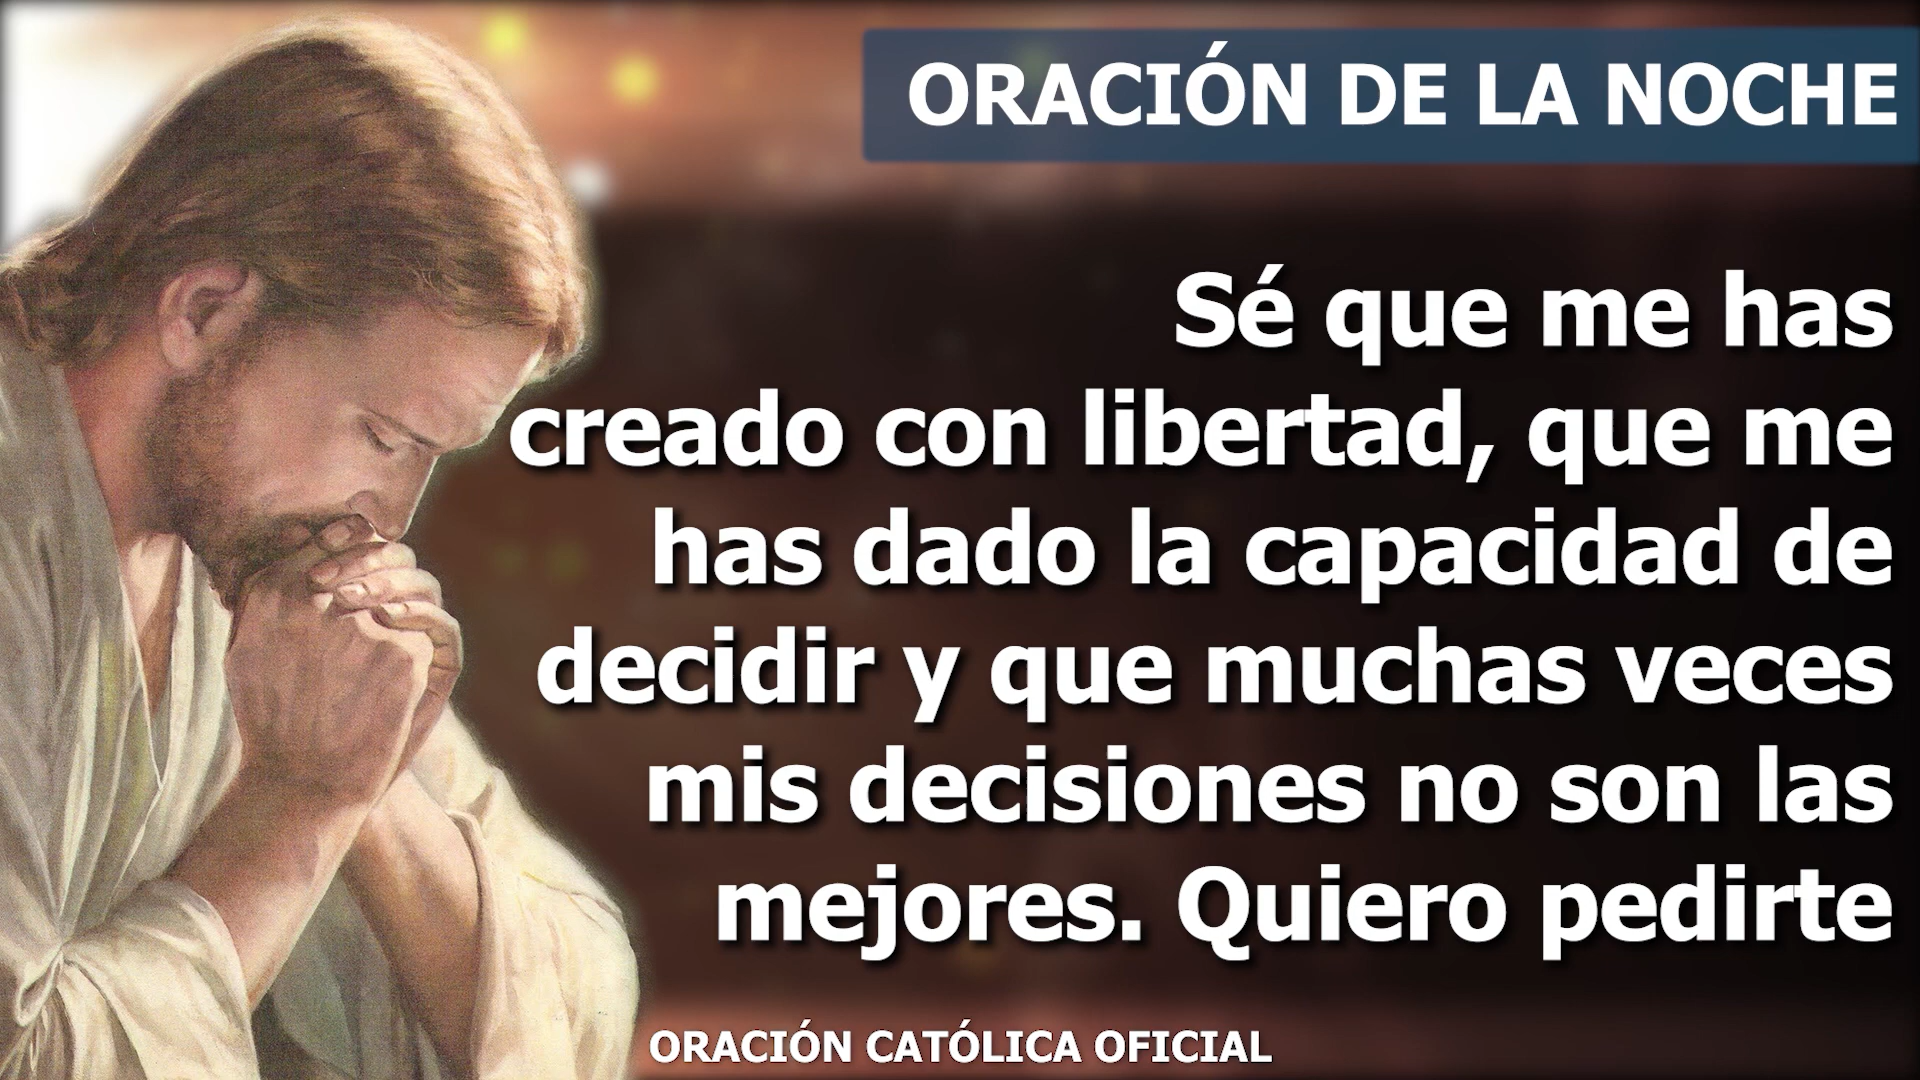 ORACIÓN DE LA NOCHE
Sé que me has
creado con libertad, que me
has dado la capacidad de
decidir y que muchas veces
mis decisiones no son las
mejores. Quiero pedirte
ORACIÓN CATÓLICA OFICIAL